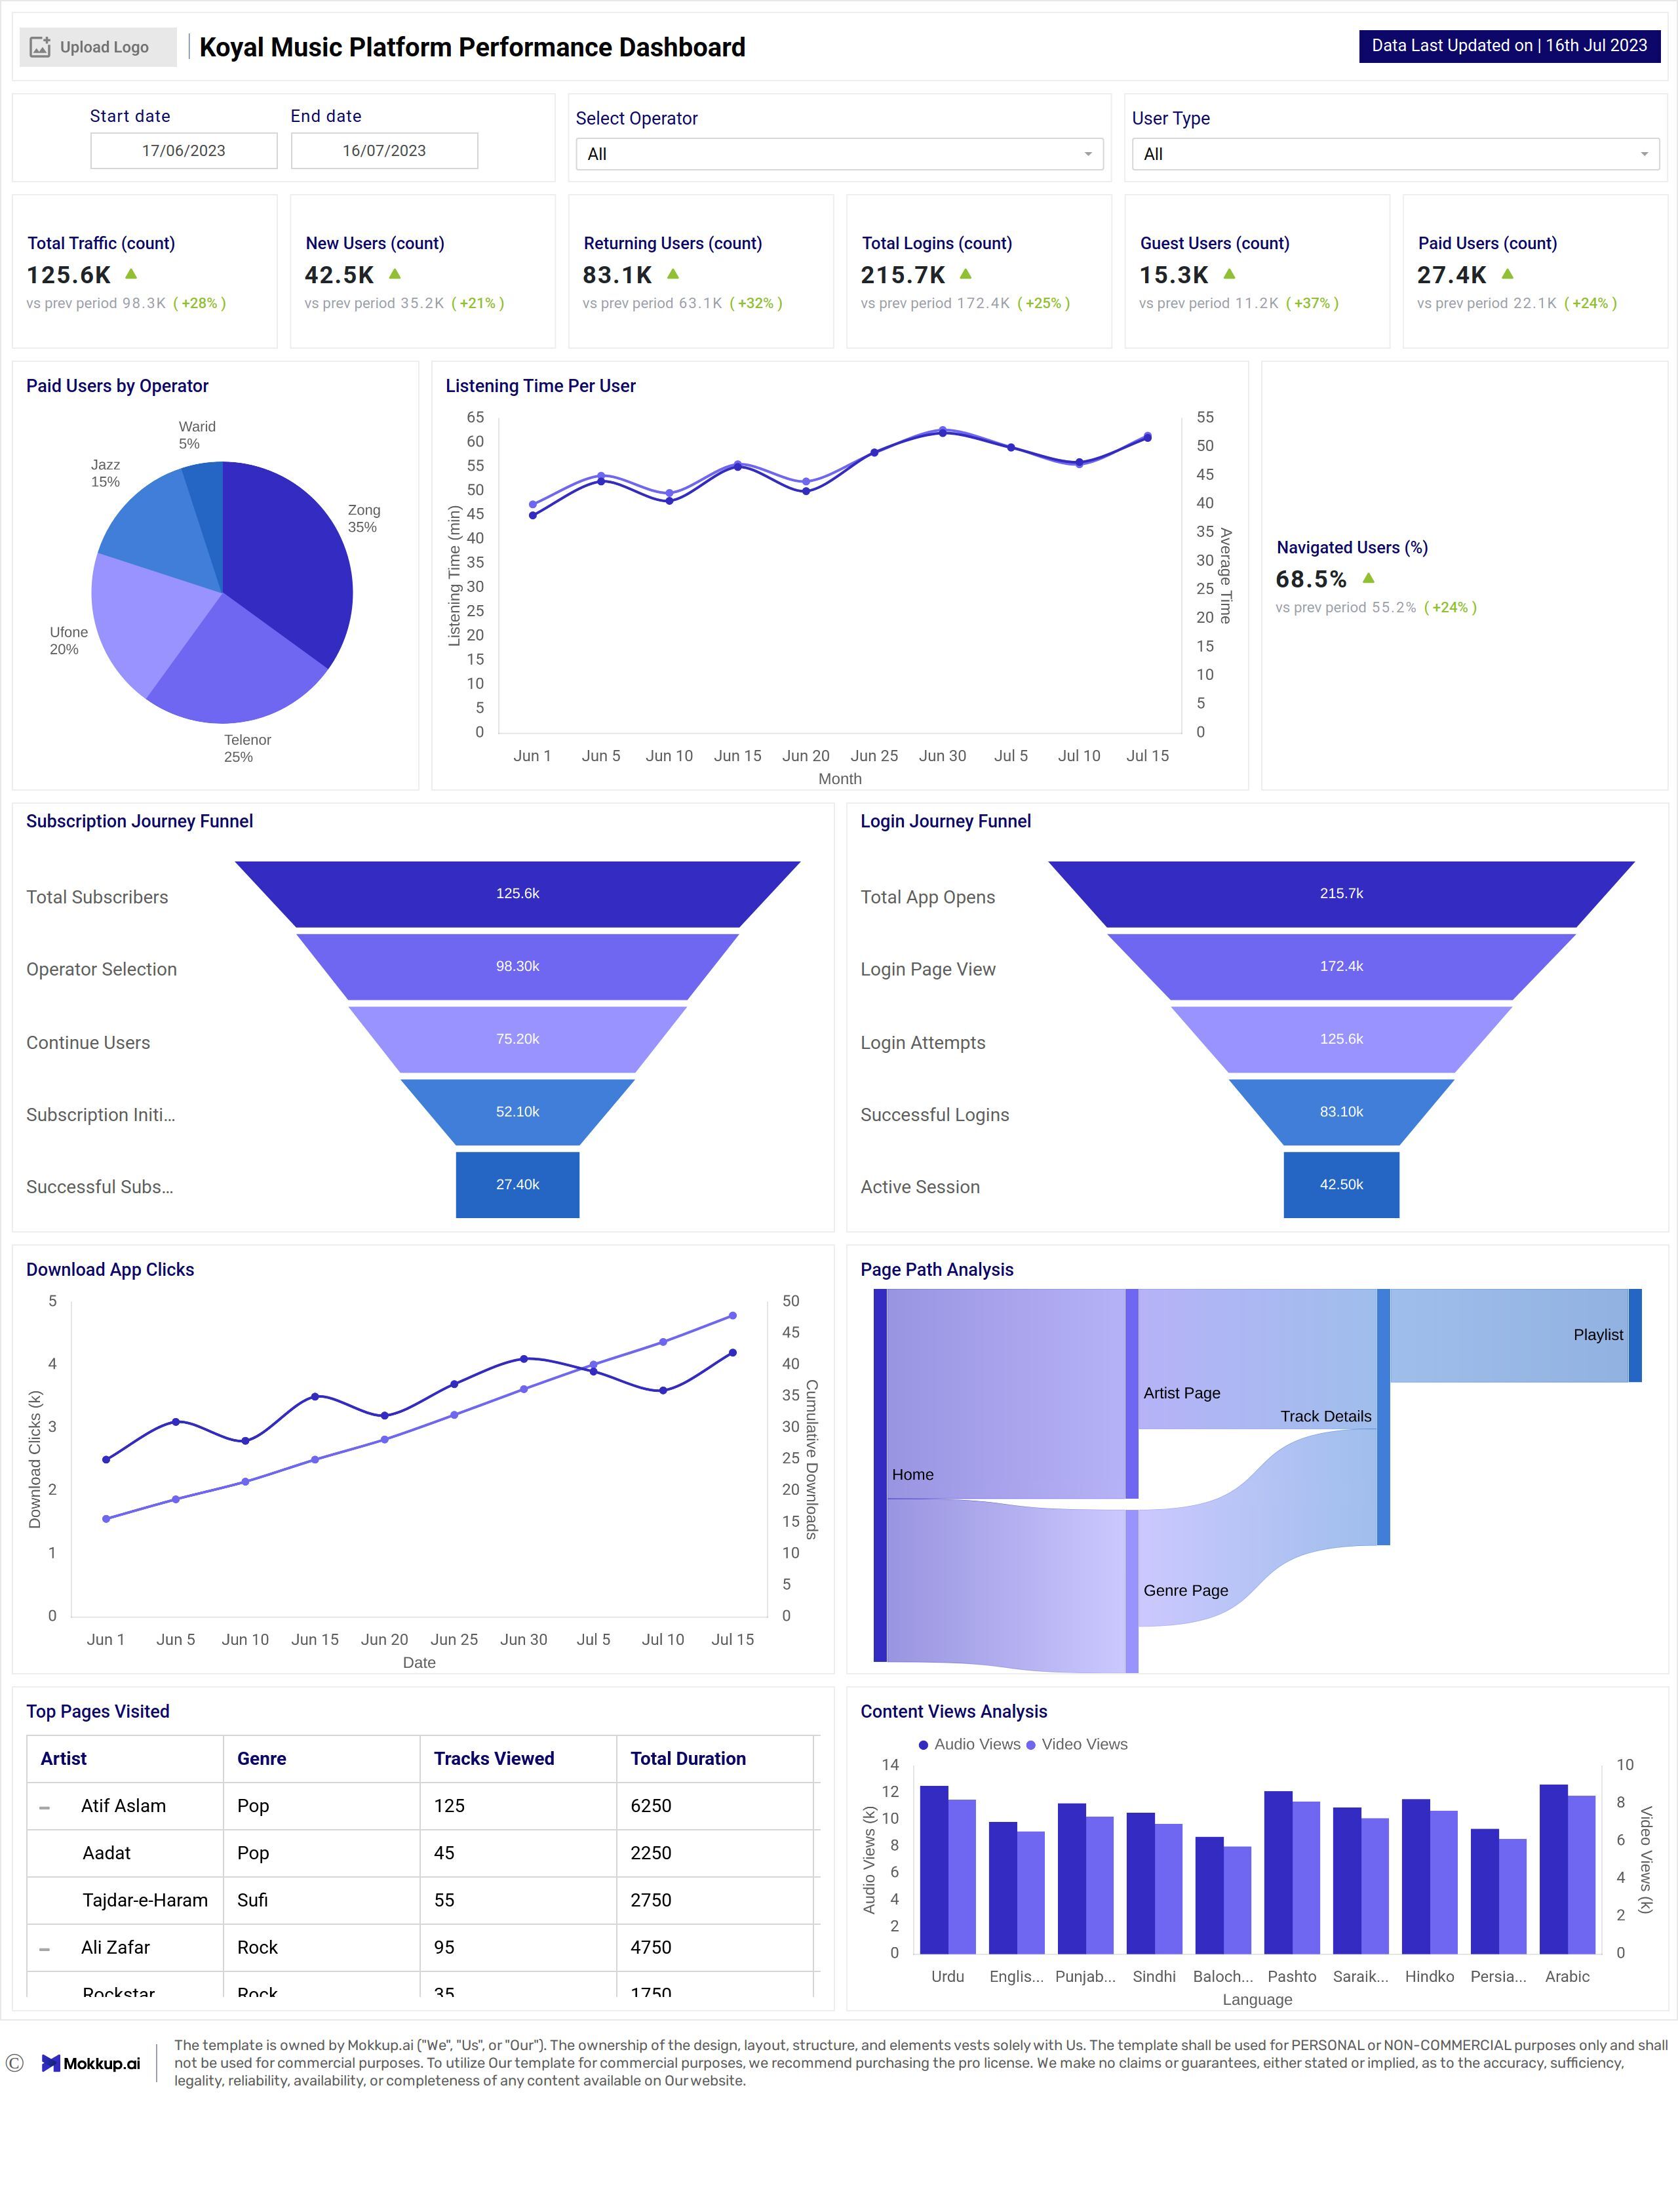 Upload Logo
Koyal Music Platform Performance Dashboard
Data Last Updated on | 16th Jul 2023
Start date
End date
17/06/2023
16/07/2023
Select Operator
All
User Type
All
Total Traffic (count)
125.6K
vs prev period 98.3K ( +28% )
New Users (count)
42.5K
vs prev period 35.2K ( +21% )
Returning Users (count)
83.1K
vs prev period 63.1K ( +32% )
Total Logins (count)
215.7K
vs prev period 172.4K ( +25% )
Guest Users (count)
15.3K
vs prev period 11.2K ( +37% )
Paid Users (count)
27.4K
vs prev period 22.1K ( +24% )
Paid Users by Operator
Warid
5%
Jazz
15%
Zong
35%
Ufone
20%
Telenor
25%
Listening Time Per User
65
60
55
50
45
40
35
30
25
20
15
10
5
0
Listening Time (min)
55
50
45
40
35
30
25
20
15
10
5
0
Average Time
Jun 1 Jun 5 Jun 10 Jun 15 Jun 20 Jun 25 Jun 30 Jul 5 Jul 10 Jul 15
Month
Navigated Users (%)
68.5%
vs prev period 55.2% ( +24% )
Subscription Journey Funnel
Total Subscribers 125.6k
Operator Selection 98.30k
Continue Users 75.20k
Subscription Initi... 52.10k
Successful Subs... 27.40k
Login Journey Funnel
Total App Opens 215.7k
Login Page View 172.4k
Login Attempts 125.6k
Successful Logins 83.10k
Active Session 42.50k
Download App Clicks
5
4
3
2
1
0
Download Clicks (k)
50
45
40
35
30
25
20
15
10
5
0
Cumulative Downloads
Jun 1 Jun 5 Jun 10 Jun 15 Jun 20 Jun 25 Jun 30 Jul 5 Jul 10 Jul 15
Date
Page Path Analysis
Playlist
Artist Page
Track Details
Home
Genre Page
Top Pages Visited
Artist Genre Tracks Viewed Total Duration
Atif Aslam Pop 125 6250
Aadat Pop 45 2250
Tajdar-e-Haram Sufi 55 2750
Ali Zafar Rock 95 4750
Rockstar Rock 35 1750
Content Views Analysis
Audio Views Video Views
14
12
10
8
6
4
2
0
Audio Views (k)
10
8
6
4
2
0
Video Views (k)
Urdu Englis... Punjab... Sindhi Baloch... Pashto Saraik... Hindko Persia... Arabic
Language
© Mokkup.ai
The template is owned by Mokkup.ai ("We", "Us", or "Our"). The ownership of the design, layout, structure, and elements vests solely with Us. The template shall be used for PERSONAL or NON-COMMERCIAL purposes only and shall
not be used for commercial purposes. To utilize Our template for commercial purposes, we recommend purchasing the pro license. We make no claims or guarantees, either stated or implied, as to the accuracy, sufficiency,
legality, reliability, availability, or completeness of any content available on Our website.